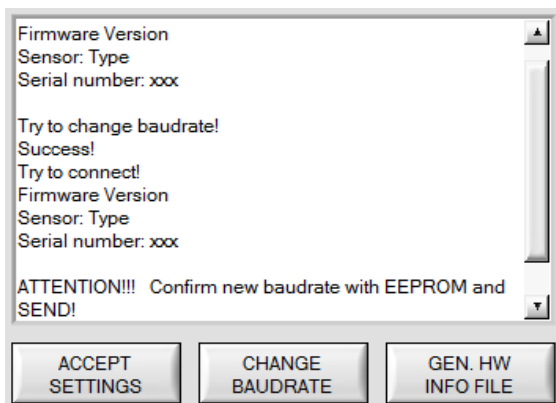 Firmware Version
Sensor: Type
Serial number: xxx
Try to change baudrate!
Success!
Try to connect!
Firmware Version
Sensor: Type
Serial number: xxx
ATTENTION!!!   Confirm new baudrate with EEPROM and
SEND!
ACCEPT
SETTINGS
CHANGE
BAUDRATE
GEN. HW
INFO FILE